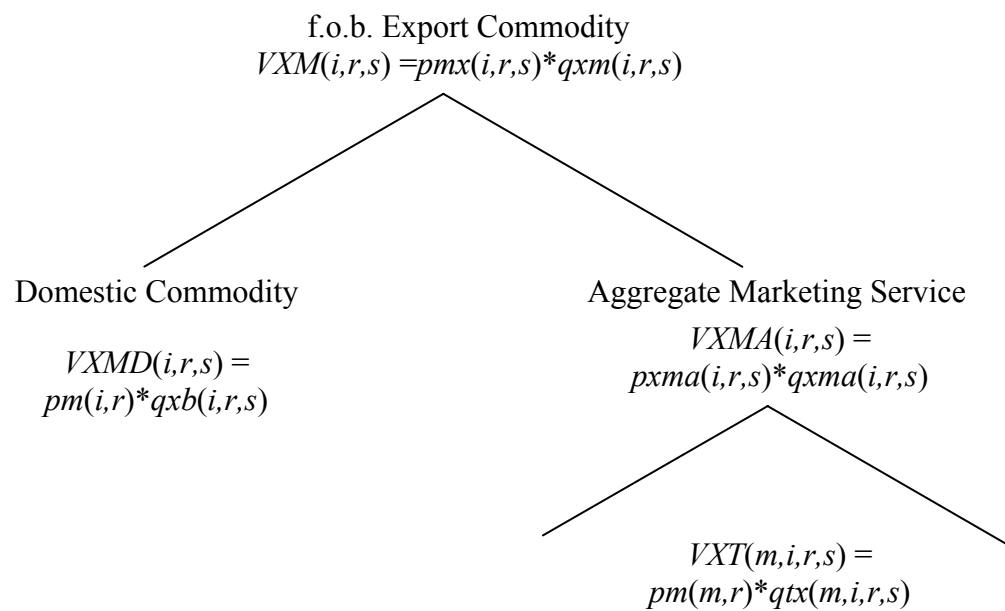 f.o.b. Export Commodity
VXM(i,r,s) =pmx(i,r,s)*qxm(i,r,s)
Domestic Commodity
VXMD(i,r,s) =
pm(i,r)*qxb(i,r,s)
Aggregate Marketing Service
VXMA(i,r,s) =
pxma(i,r,s)*qxma(i,r,s)
VXT(m,i,r,s) =
pm(m,r)*qtx(m,i,r,s)